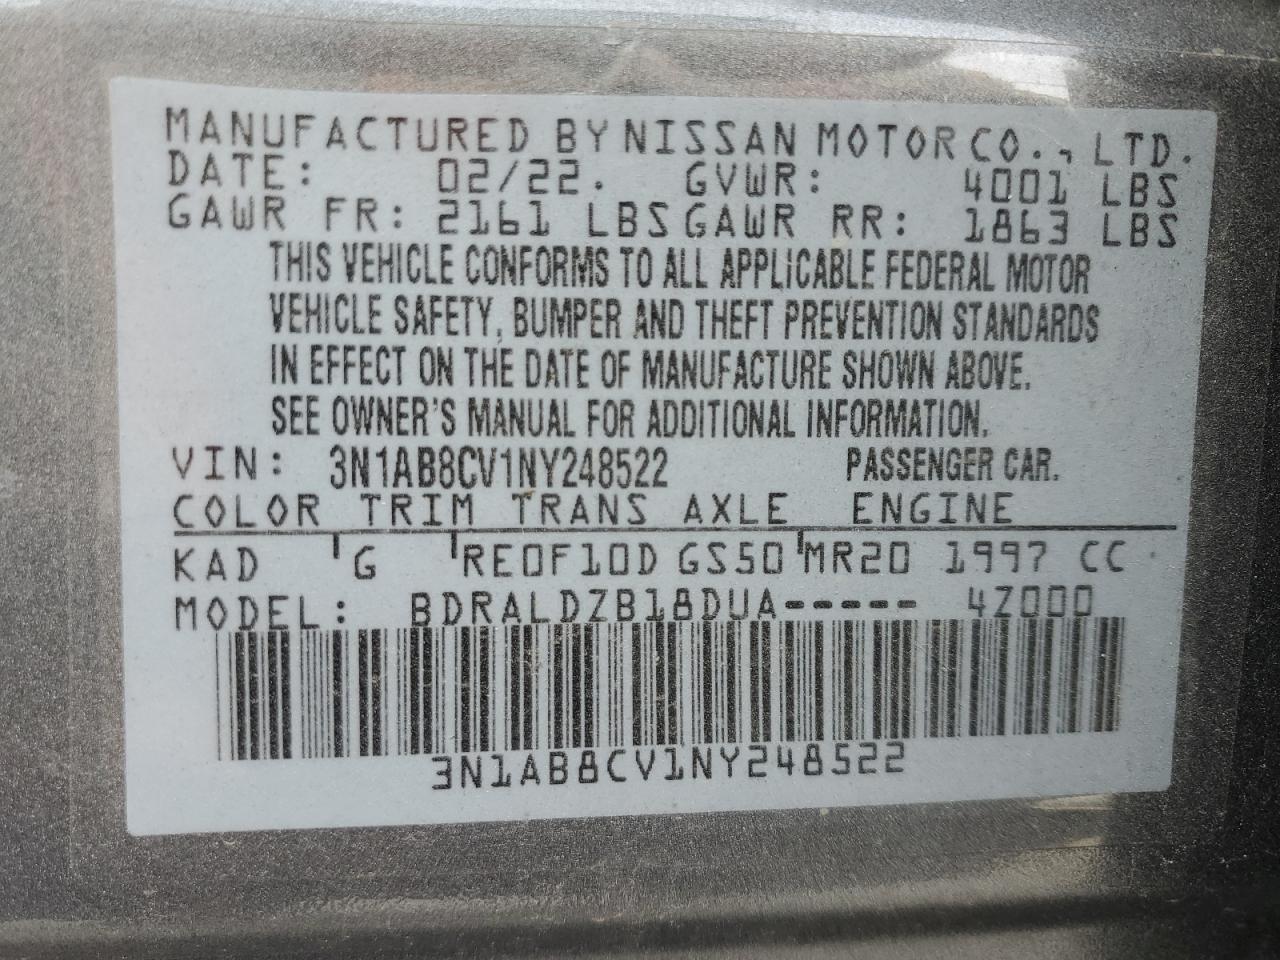 MANUFACTURED BY NISSAN MOTOR CO., LTD.
DATE: 02/22. GVWR: 4001 LBS
GAWR FR: 2161 LBS GAWR RR: 1863 LBS
THIS VEHICLE CONFORMS TO ALL APPLICABLE FEDERAL MOTOR
VEHICLE SAFETY, BUMPER AND THEFT PREVENTION STANDARDS
IN EFFECT ON THE DATE OF MANUFACTURE SHOWN ABOVE.
SEE OWNER'S MANUAL FOR ADDITIONAL INFORMATION.
VIN: 3N1AB8CV1NY248522 PASSENGER CAR.
COLOR TRIM TRANS AXLE ENGINE
KAD G RE0F10D GS50 MR20 1997 CC
MODEL: BDRALDZB18DUA----- 4Z000
3N1AB8CV1NY248522